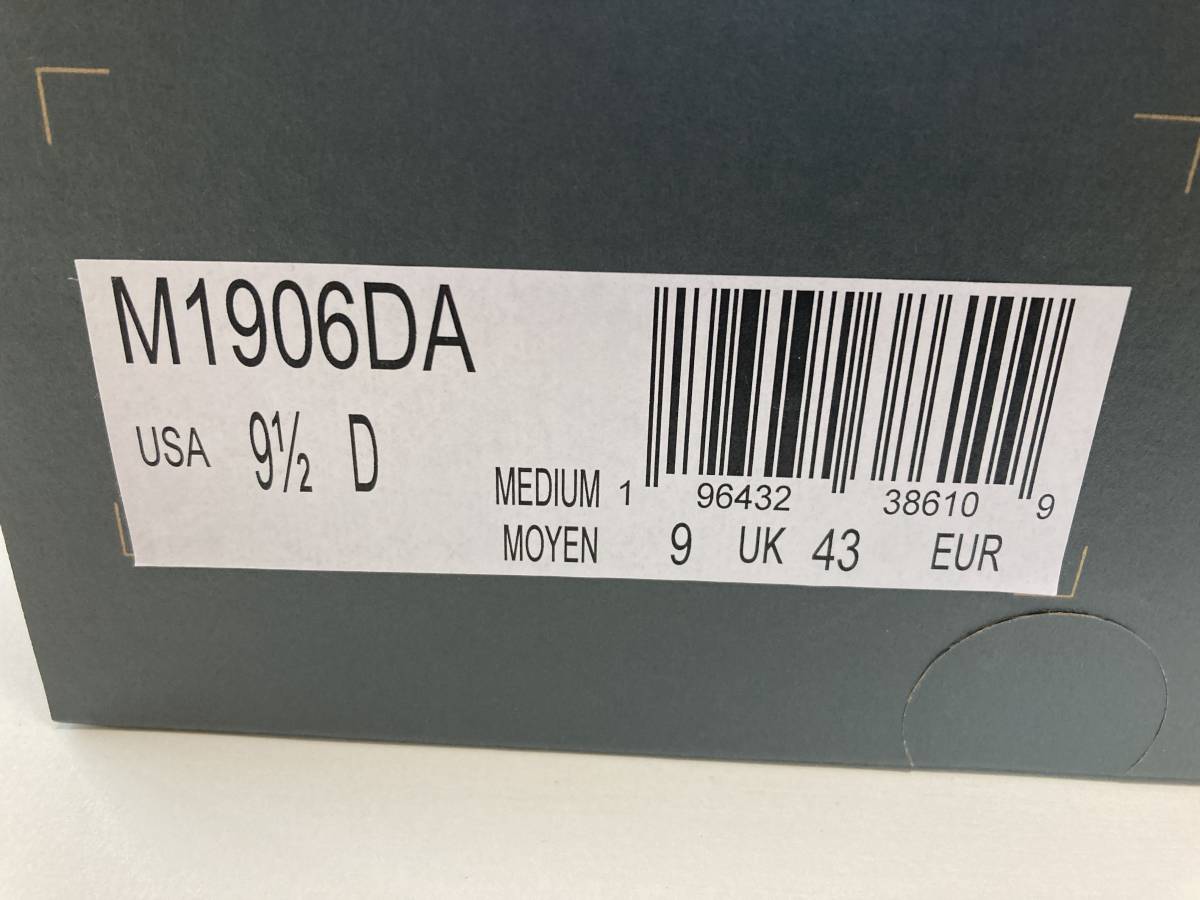 M1906DA
USA 9½ D
MEDIUM 1 96432 38610 9
MOYEN 9 UK 43 EUR